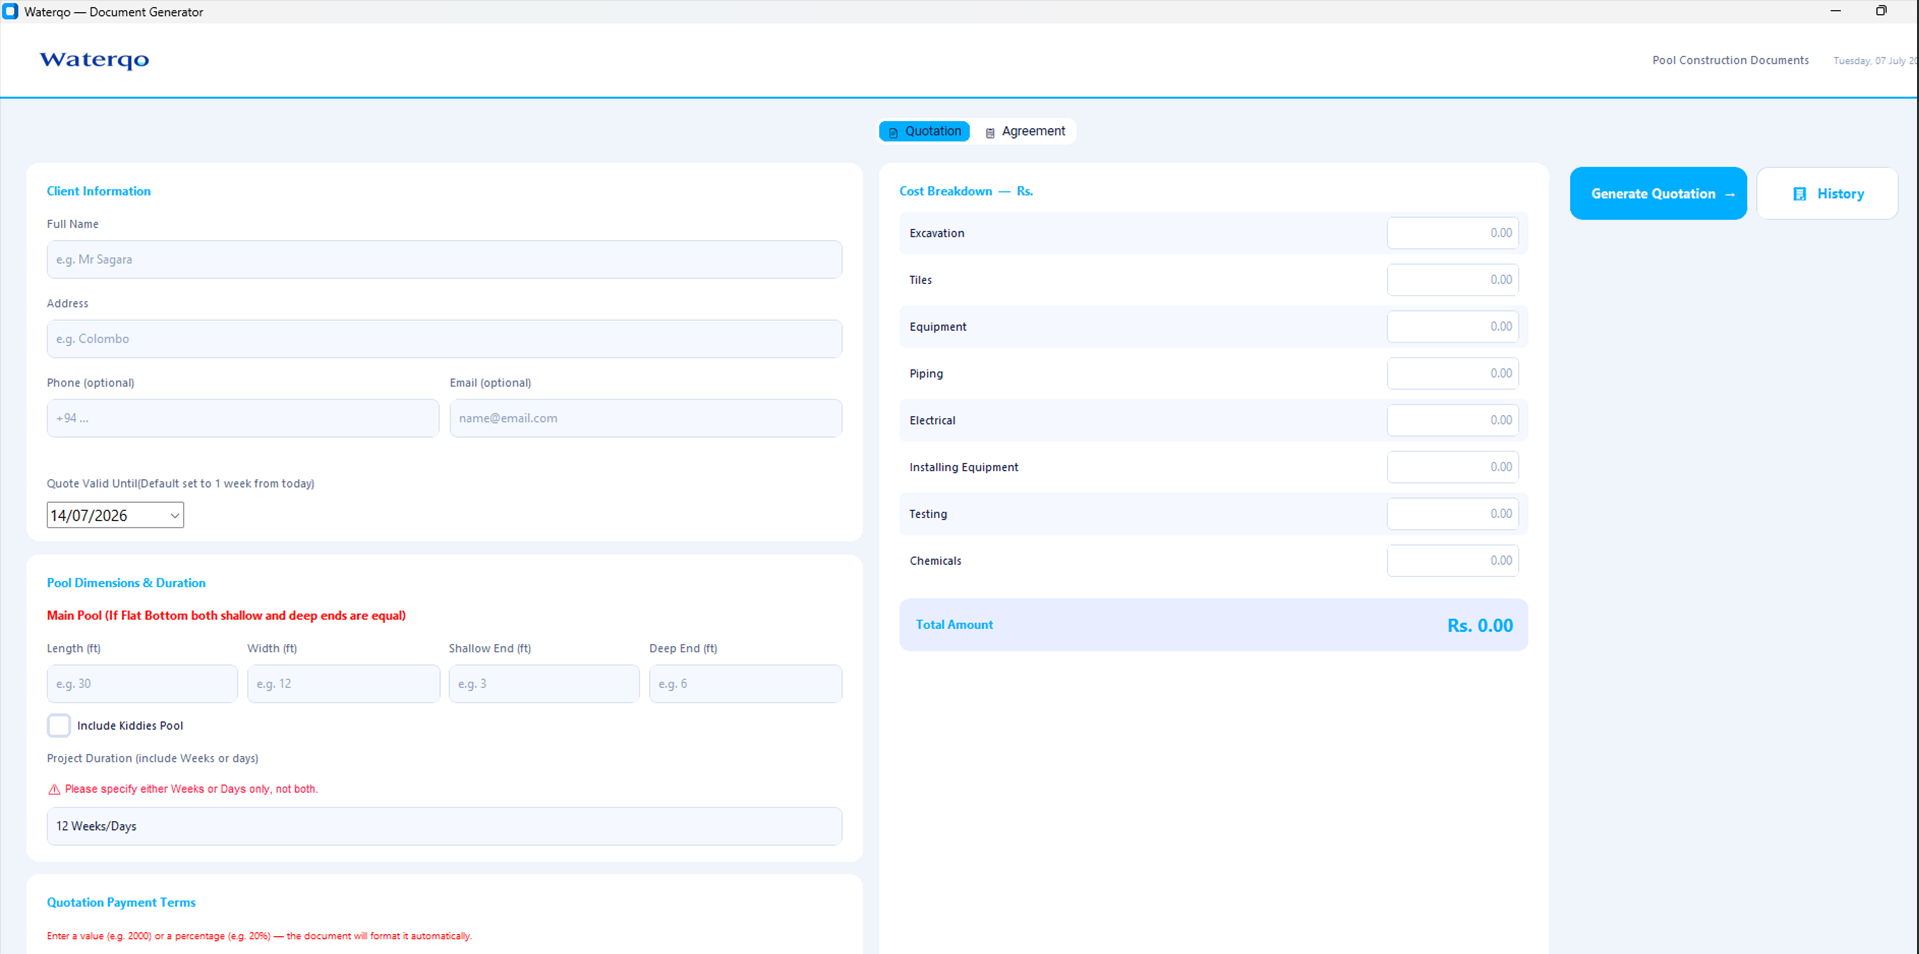 Waterqo — Document Generator
Waterqo
Pool Construction Documents
Tuesday, 07 July 20
Quotation
Agreement
Client Information
Full Name
e.g. Mr Sagara
Address
e.g. Colombo
Phone (optional)
Email (optional)
+94 ...
name@email.com
Quote Valid Until(Default set to 1 week from today)
14/07/2026
Pool Dimensions & Duration
Main Pool (If Flat Bottom both shallow and deep ends are equal)
Length (ft)
Width (ft)
Shallow End (ft)
Deep End (ft)
e.g. 30
e.g. 12
e.g. 3
e.g. 6
Include Kiddies Pool
Project Duration (include Weeks or days)
⚠ Please specify either Weeks or Days only, not both.
12 Weeks/Days
Quotation Payment Terms
Enter a value (e.g. 2000) or a percentage (e.g. 20%) — the document will format it automatically.
Cost Breakdown — Rs.
Excavation 0.00
Tiles 0.00
Equipment 0.00
Piping 0.00
Electrical 0.00
Installing Equipment 0.00
Testing 0.00
Chemicals 0.00
Total Amount Rs. 0.00
Generate Quotation →
History